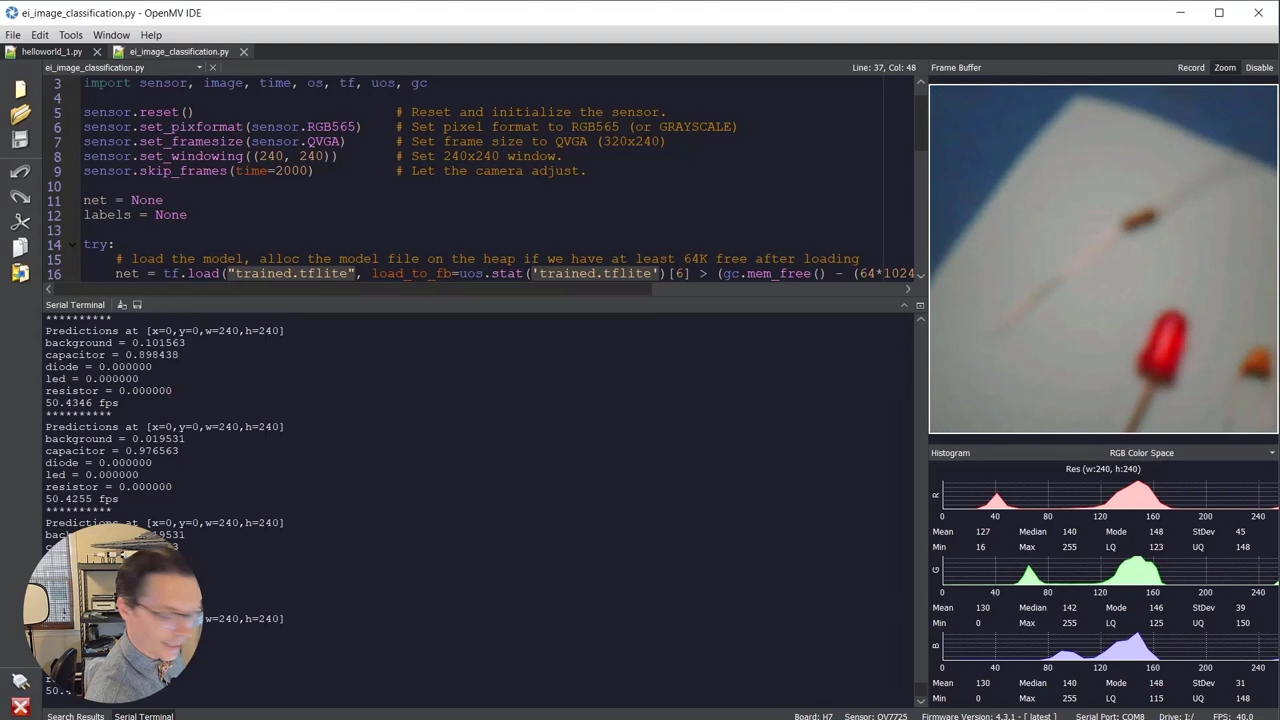 ei_image_classification.py - OpenMV IDE
File Edit Tools Window Help
helloworld_1.py ei_image_classification.py
ei_image_classification.py Line: 37, Col: 48 Frame Buffer Record Zoom Disable
3 import sensor, image, time, os, tf, uos, gc
4
5 sensor.reset() # Reset and initialize the sensor.
6 sensor.set_pixformat(sensor.RGB565) # Set pixel format to RGB565 (or GRAYSCALE)
7 sensor.set_framesize(sensor.QVGA) # Set frame size to QVGA (320x240)
8 sensor.set_windowing((240, 240)) # Set 240x240 window.
9 sensor.skip_frames(time=2000) # Let the camera adjust.
10
11 net = None
12 labels = None
13
14 try:
15 # load the model, alloc the model file on the heap if we have at least 64K free after loading
16 net = tf.load("trained.tflite", load_to_fb=uos.stat('trained.tflite')[6] > (gc.mem_free() - (64*1024
Serial Terminal
**********
Predictions at [x=0,y=0,w=240,h=240]
background = 0.101563
capacitor = 0.898438
diode = 0.000000
led = 0.000000
resistor = 0.000000
50.4346 fps
**********
Predictions at [x=0,y=0,w=240,h=240]
background = 0.019531
capacitor = 0.976563
diode = 0.000000
led = 0.000000
resistor = 0.000000
50.4255 fps
**********
Predictions at [x=0,y=0,w=240,h=240]
w=240,h=240]
Search Results Serial Terminal
Histogram RGB Color Space
Res (w:240, h:240)
R
0 40 80 120 160 200 240
Mean 127 Median 140 Mode 148 StDev 45
Min 16 Max 255 LQ 123 UQ 148
G
0 40 80 120 160 200 240
Mean 130 Median 142 Mode 146 StDev 39
Min 0 Max 255 LQ 125 UQ 150
B
0 40 80 120 160 200 240
Mean 130 Median 140 Mode 148 StDev 31
Min 0 Max 255 LQ 115 UQ 148
Board: H7 Sensor: OV7725 Firmware Version: 4.3.1 - [ latest ] Serial Port: COM8 Drive: I:/ FPS: 40.0